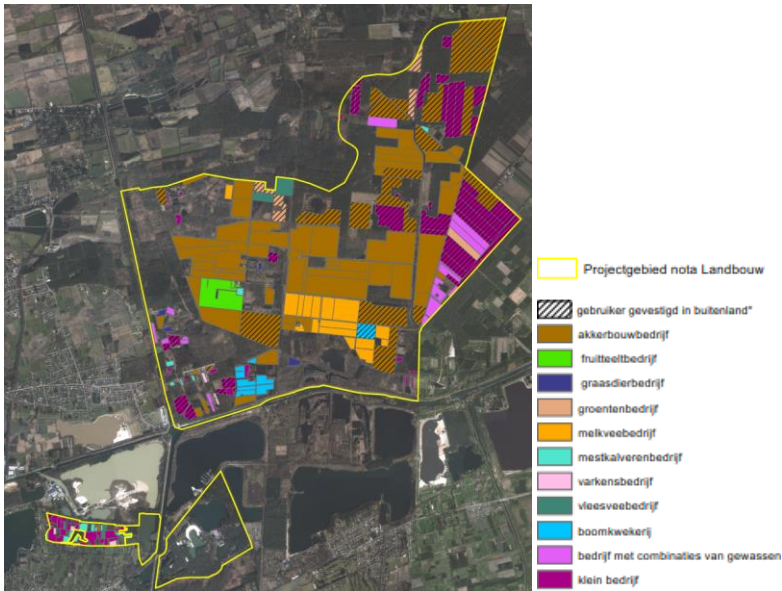 Projectgebied nota Landbouw
gebruiker gevestigd in buitenland*
akkerbouwbedrijf
fruitteeltbedrijf
graasdierbedrijf
groentenbedrijf
melkveebedrijf
mestkalverenbedrijf
varkensbedrijf
vleesveebedrijf
boomkwekerij
bedrijf met combinaties van gewassen
klein bedrijf